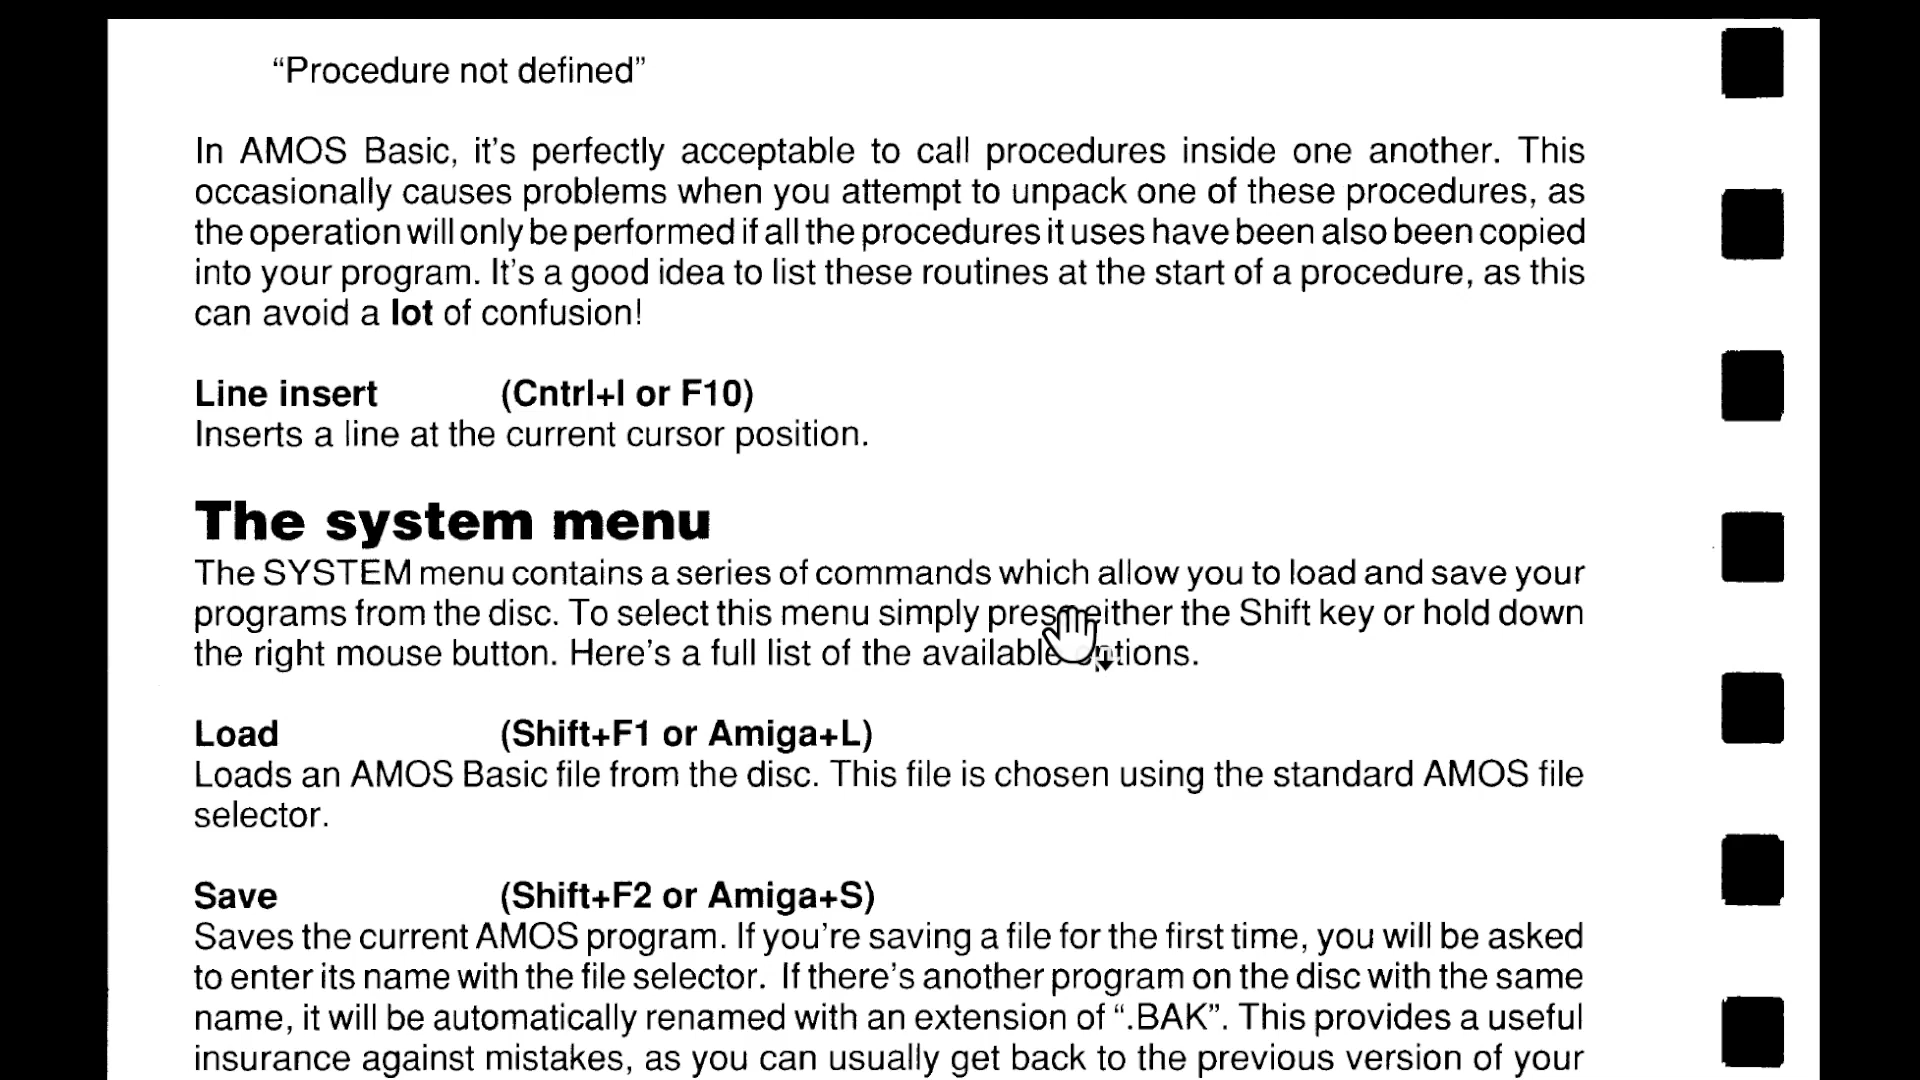 “Procedure not defined”
In AMOS Basic, it's perfectly acceptable to call procedures inside one another. This
occasionally causes problems when you attempt to unpack one of these procedures, as
the operation will only be performed if all the procedures it uses have been also been copied
into your program. It's a good idea to list these routines at the start of a procedure, as this
can avoid a lot of confusion!
Line insert (Cntrl+I or F10)
Inserts a line at the current cursor position.
The system menu
The SYSTEM menu contains a series of commands which allow you to load and save your
programs from the disc. To select this menu simply press either the Shift key or hold down
the right mouse button. Here's a full list of the available options.
Load (Shift+F1 or Amiga+L)
Loads an AMOS Basic file from the disc. This file is chosen using the standard AMOS file
selector.
Save (Shift+F2 or Amiga+S)
Saves the current AMOS program. If you're saving a file for the first time, you will be asked
to enter its name with the file selector. If there's another program on the disc with the same
name, it will be automatically renamed with an extension of “.BAK”. This provides a useful
insurance against mistakes, as you can usually get back to the previous version of your